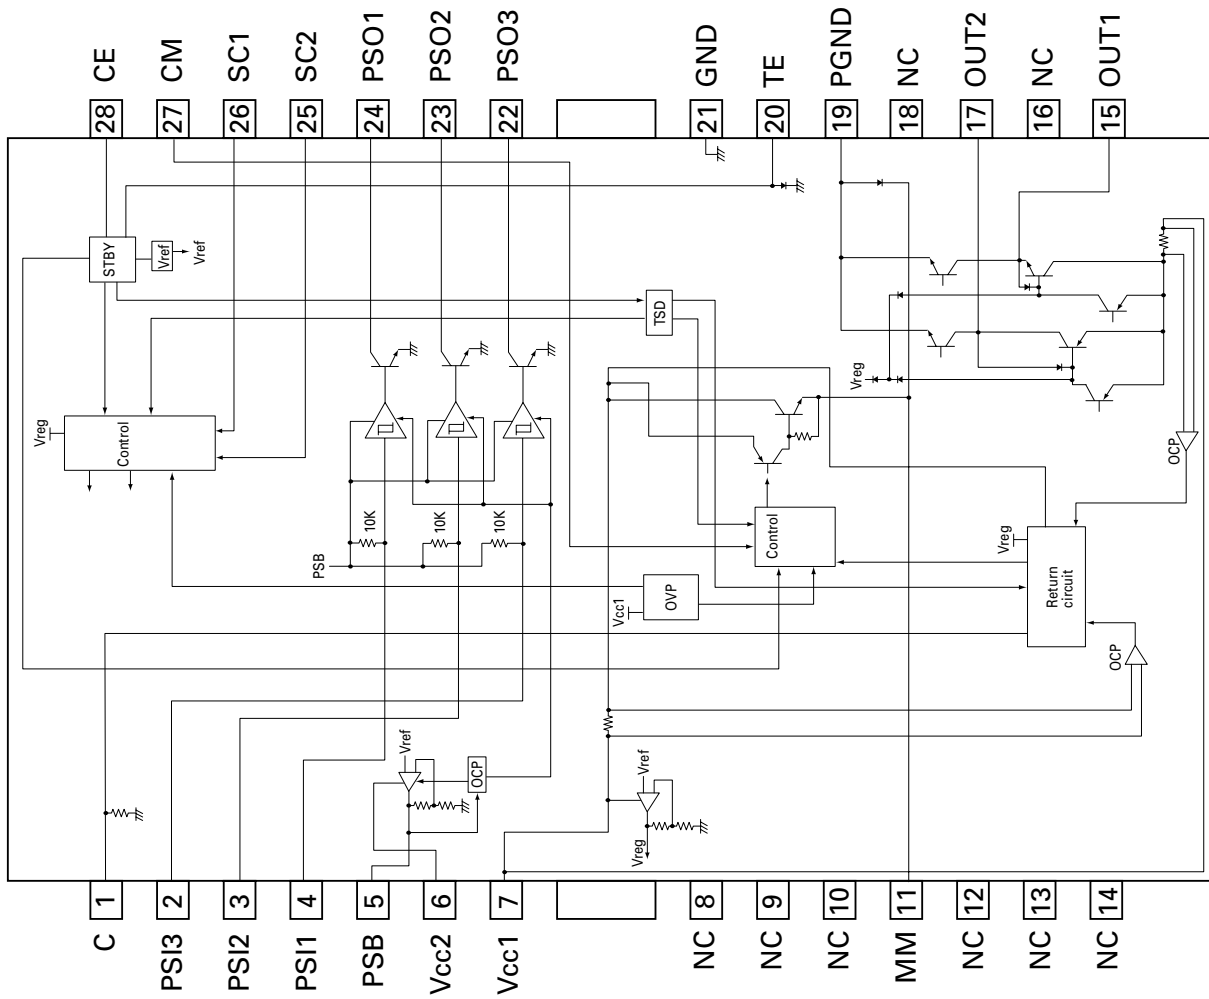 CE
CM
SC1
SC2
PSO1
PSO2
PSO3
GND
TE
PGND
NC
OUT2
NC
OUT1
28
27
26
25
24
23
22
21
20
19
18
17
16
15
STBY
Vref
Vref
TSD
Vreg
Vreg
Control
OCP
10K
10K
10K
PSB
Control
Vreg
Return
circuit
OVP
Vcc1
OCP
Vref
OCP
Vref
Vreg
1
2
3
4
5
6
7
8
9
10
11
12
13
14
C
PSI3
PSI2
PSI1
PSB
Vcc2
Vcc1
NC
NC
NC
MM
NC
NC
NC